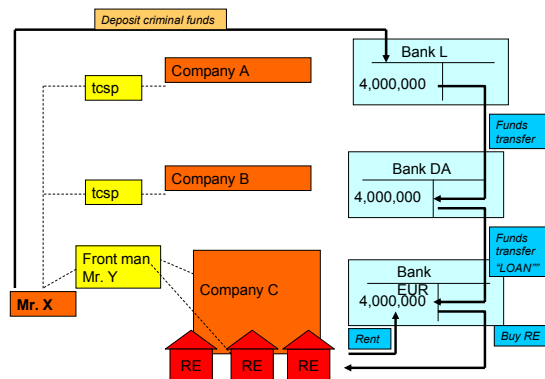 Deposit criminal funds
Bank L
4,000,000
Company A
tcsp
Funds
transfer
Bank DA
4,000,000
Company B
tcsp
Funds
transfer
“LOAN””
Front man
Mr. Y
Company C
Bank
EUR
4,000,000
Mr. X
Rent
Buy RE
RE
RE
RE